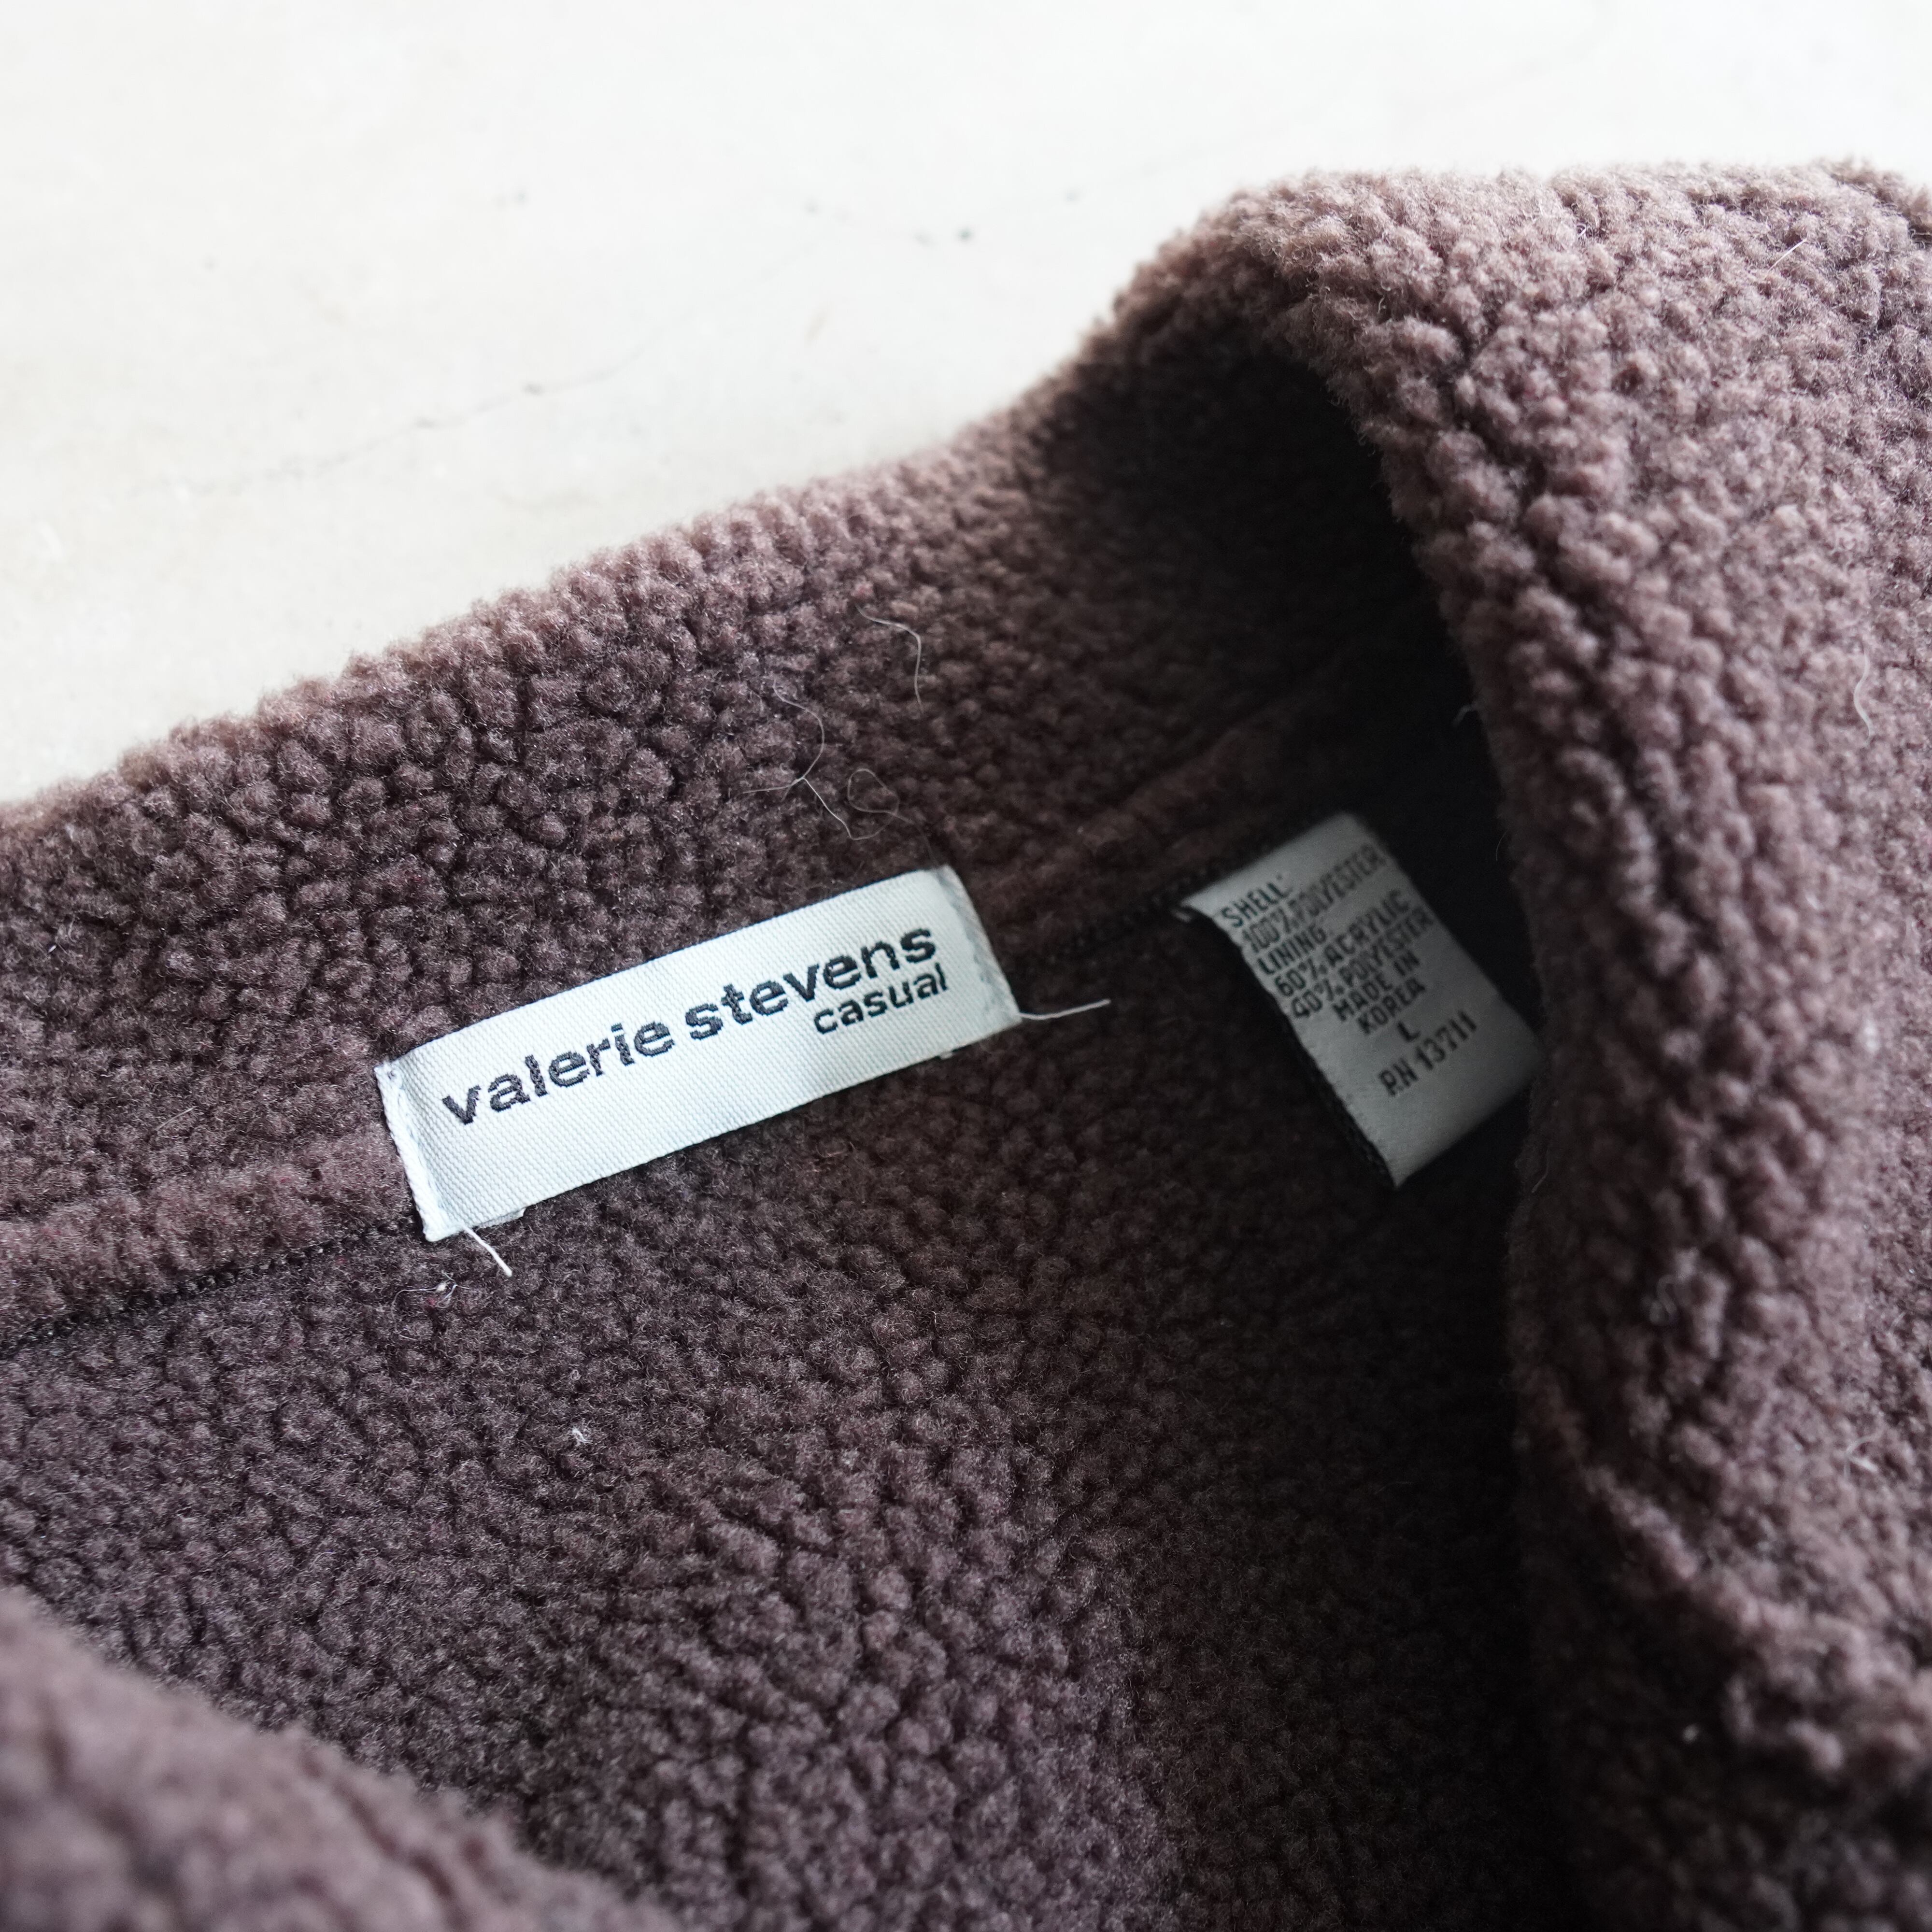 valerie stevens
casual
SHELL:
100% POLYESTER
LINING
60% ACRYLIC
40% POLYESTER
MADE IN
KOREA
L
RN 13711